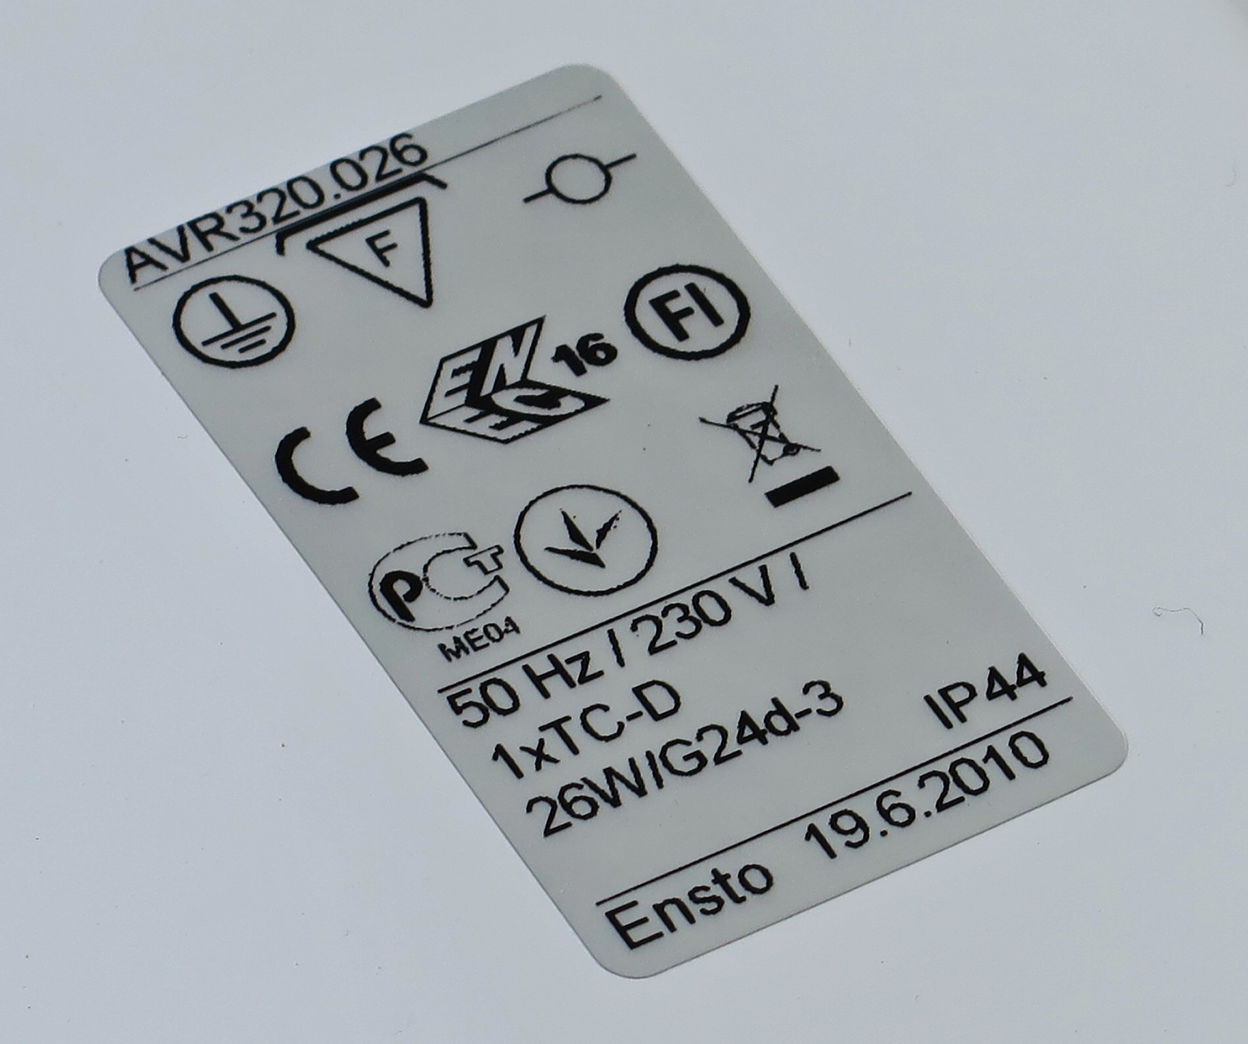 AVR320.026
F
EN EC 16 FI
CE
PCT
ME04
50 Hz / 230 V /
1xTC-D
26W/G24d-3 IP44
Ensto 19.6.2010